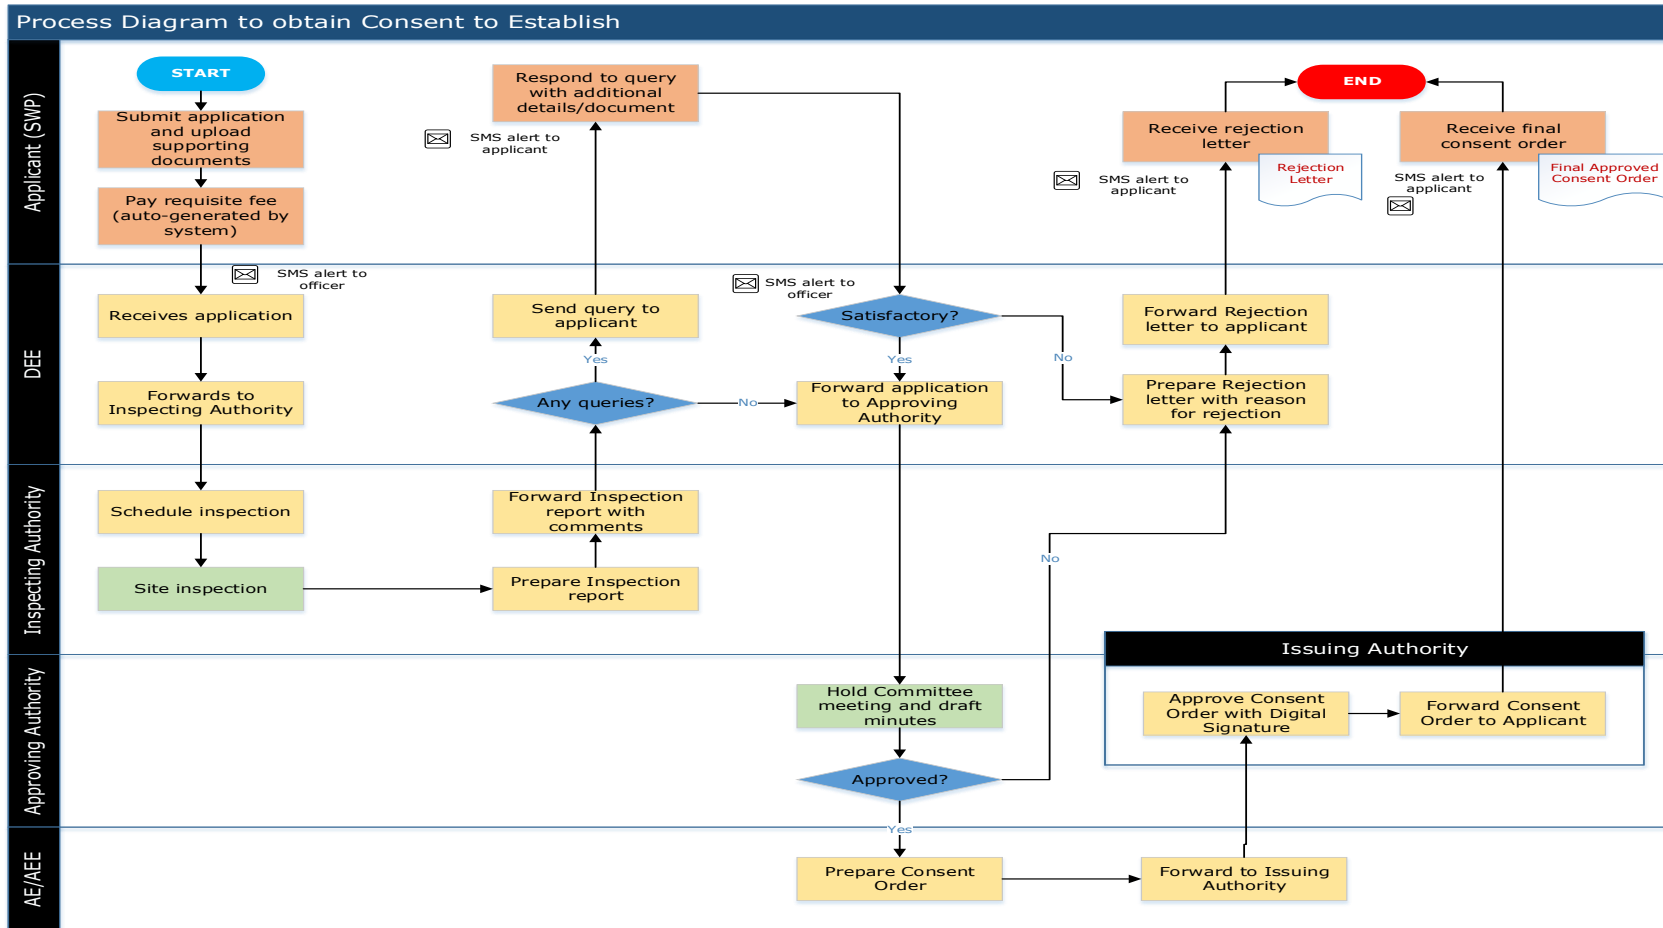 Process Diagram to obtain Consent to Establish
Applicant (SWP)
START
Submit application
and upload
supporting
documents
Pay requisite fee
(auto-generated by
system)
Respond to query
with additional
details/document
SMS alert to
applicant
END
Receive rejection
letter
Rejection
Letter
SMS alert to
applicant
Receive final
consent order
Final Approved
Consent Order
SMS alert to
applicant
DEE
SMS alert to
officer
Receives application
Forwards to
Inspecting Authority
Send query to
applicant
Yes
Any queries?
No
SMS alert to
officer
Satisfactory?
Yes
No
Forward application
to Approving
Authority
Forward Rejection
letter to applicant
Prepare Rejection
letter with reason
for rejection
Inspecting Authority
Schedule inspection
Site inspection
Forward Inspection
report with
comments
Prepare Inspection
report
No
Issuing Authority
Approving Authority
Hold Committee
meeting and draft
minutes
Approved?
Yes
Approve Consent
Order with Digital
Signature
Forward Consent
Order to Applicant
AE/AEE
Prepare Consent
Order
Forward to Issuing
Authority